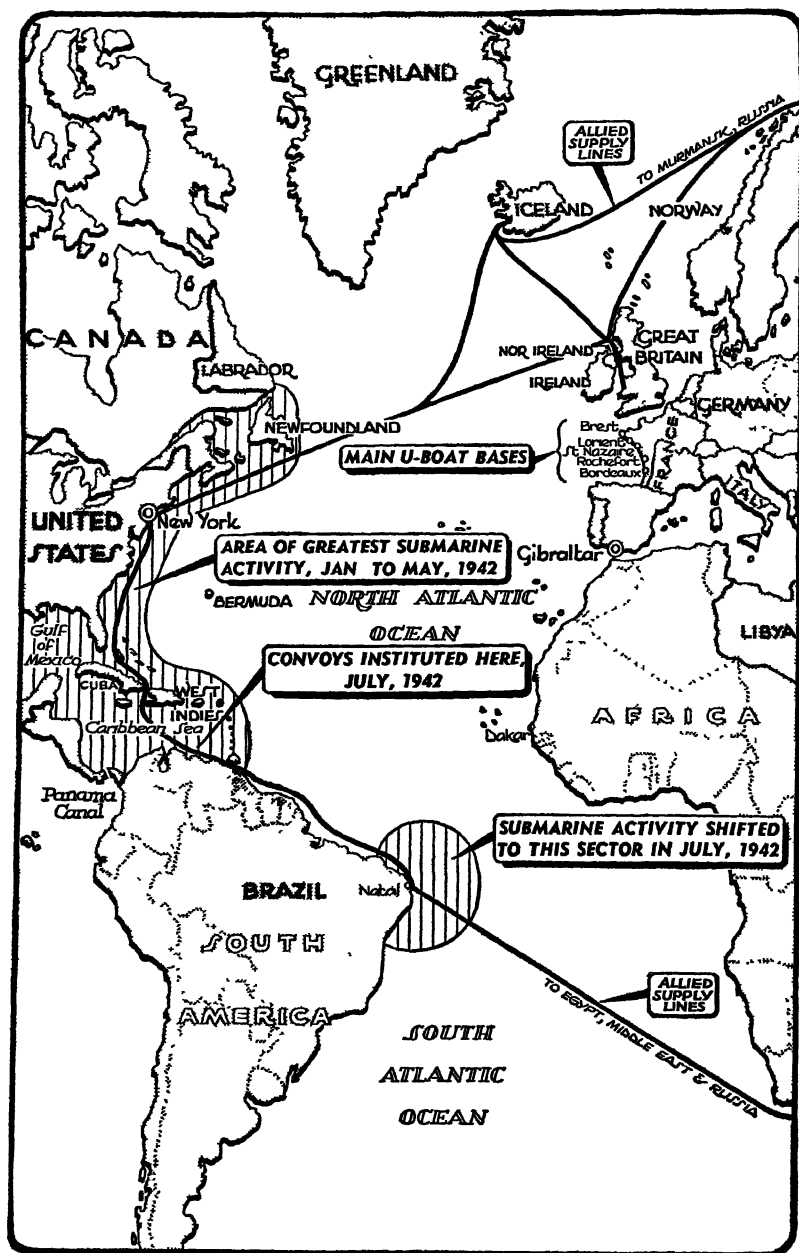 GREENLAND
ALLIED
SUPPLY
LINES
TO MURMANSK, RUSSIA
ICELAND
NORWAY
CANADA
LABRADOR
NOR IRELAND
GREAT
BRITAIN
IRELAND
GERMANY
NEWFOUNDLAND
MAIN U-BOAT BASES
Brest
Lorient
St Nazaire
Rochefort
Bordeaux
FRANCE
ITALY
UNITED
STATES
New York
AREA OF GREATEST SUBMARINE
ACTIVITY, JAN TO MAY, 1942
Gibraltar
BERMUDA
NORTH ATLANTIC
OCEAN
LIBYA
Gulf
of
Mexico
CONVOYS INSTITUTED HERE,
JULY, 1942
CUBA
WEST
INDIES
Caribbean Sea
AFRICA
Dakar
Panama
Canal
SUBMARINE ACTIVITY SHIFTED
TO THIS SECTOR IN JULY, 1942
BRAZIL
Natal
SOUTH
AMERICA
ALLIED
SUPPLY
LINES
TO EGYPT, MIDDLE EAST & RUSSIA
SOUTH
ATLANTIC
OCEAN